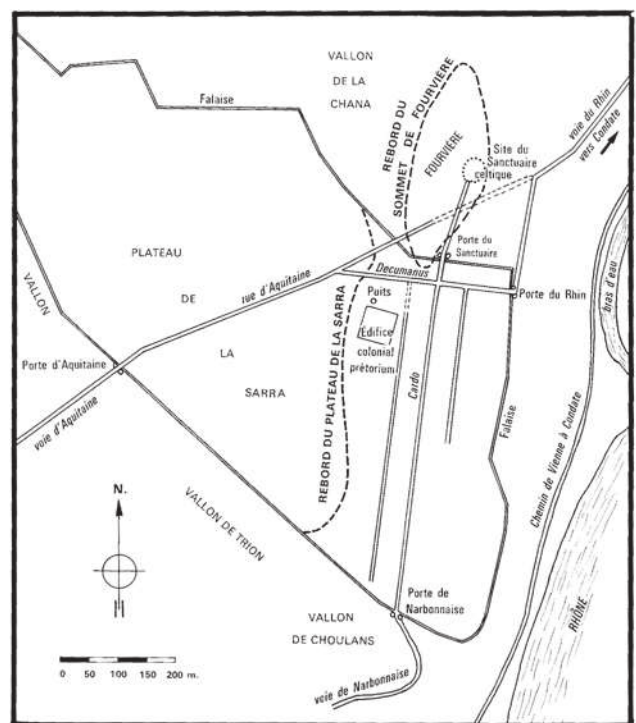 VALLON
DE LA
CHANA
Falaise
REBORD DU
SOMMET DE FOURVIÈRE
FOURVIÈRE
Site du
Sanctuaire
celtique
voie du Rhin
vers Condate
PLATEAU
DE
LA
SARRA
VALLON
rue d'Aquitaine
Decumanus
Porte du
Sanctuaire
Porte du Rhin
bras d'eau
Puits
Édifice
colonial
prétorium
Porte d'Aquitaine
voie d'Aquitaine
REBORD DU PLATEAU DE LA SARRA
Cardo
Falaise
Chemin de Vienne à Condate
N.
VALLON DE TRION
Porte de
Narbonnaise
VALLON
DE CHOULANS
RHÔNE
voie de Narbonnaise
0 50 100 150 200 m.